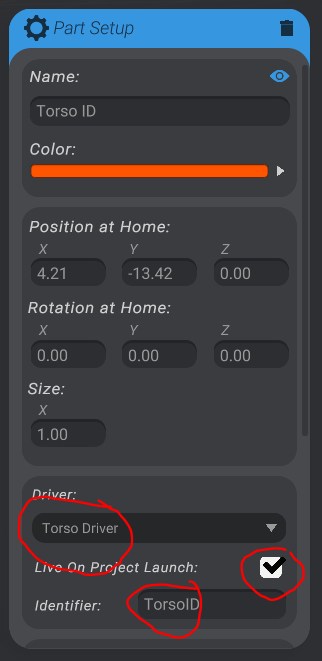 Part Setup
Name:
Torso ID
Color:
Position at Home:
X Y Z
4.21 -13.42 0.00
Rotation at Home:
X Y Z
0.00 0.00 0.00
Size:
X
1.00
Driver:
Torso Driver
Live On Project Launch:
Identifier: TorsoID